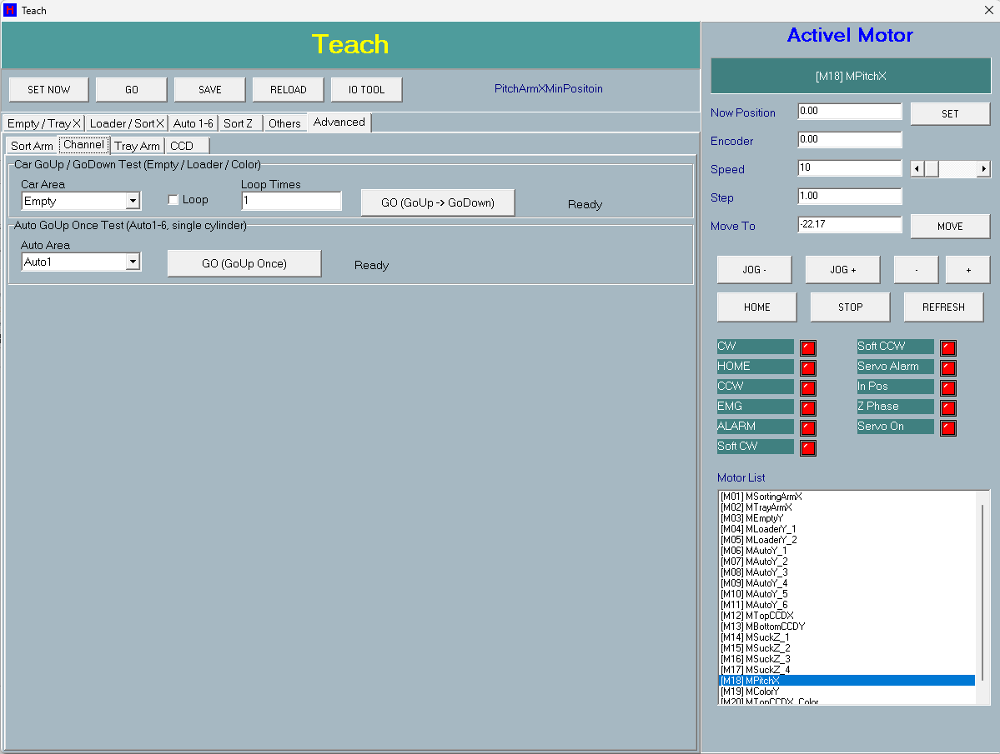 Teach
Teach
SET NOW
GO
SAVE
RELOAD
IO TOOL
PitchArmXMinPositoin
Empty / Tray X
Loader / Sort X
Auto 1-6
Sort Z
Others
Advanced
Sort Arm
Channel
Tray Arm
CCD
Car GoUp / GoDown Test (Empty / Loader / Color)
Car Area
Loop Times
Empty
Loop
1
GO (GoUp -> GoDown)
Ready
Auto GoUp Once Test (Auto1-6, single cylinder)
Auto Area
Auto1
GO (GoUp Once)
Ready
Activel Motor
[M18] MPitchX
Now Position
0.00
SET
Encoder
0.00
Speed
10
Step
1.00
Move To
-22.17
MOVE
JOG -
JOG +
-
+
HOME
STOP
REFRESH
CW
Soft CCW
HOME
Servo Alarm
CCW
In Pos
EMG
Z Phase
ALARM
Servo On
Soft CW
Motor List
[M01] MSortingArmX
[M02] MTrayArmX
[M03] MEmptyY
[M04] MLoaderY_1
[M05] MLoaderY_2
[M06] MAutoY_1
[M07] MAutoY_2
[M08] MAutoY_3
[M09] MAutoY_4
[M10] MAutoY_5
[M11] MAutoY_6
[M12] MTopCCDX
[M13] MBottomCCDY
[M14] MSuckZ_1
[M15] MSuckZ_2
[M16] MSuckZ_3
[M17] MSuckZ_4
[M18] MPitchX
[M19] MColorY
[M20] MTopCCDX_Color